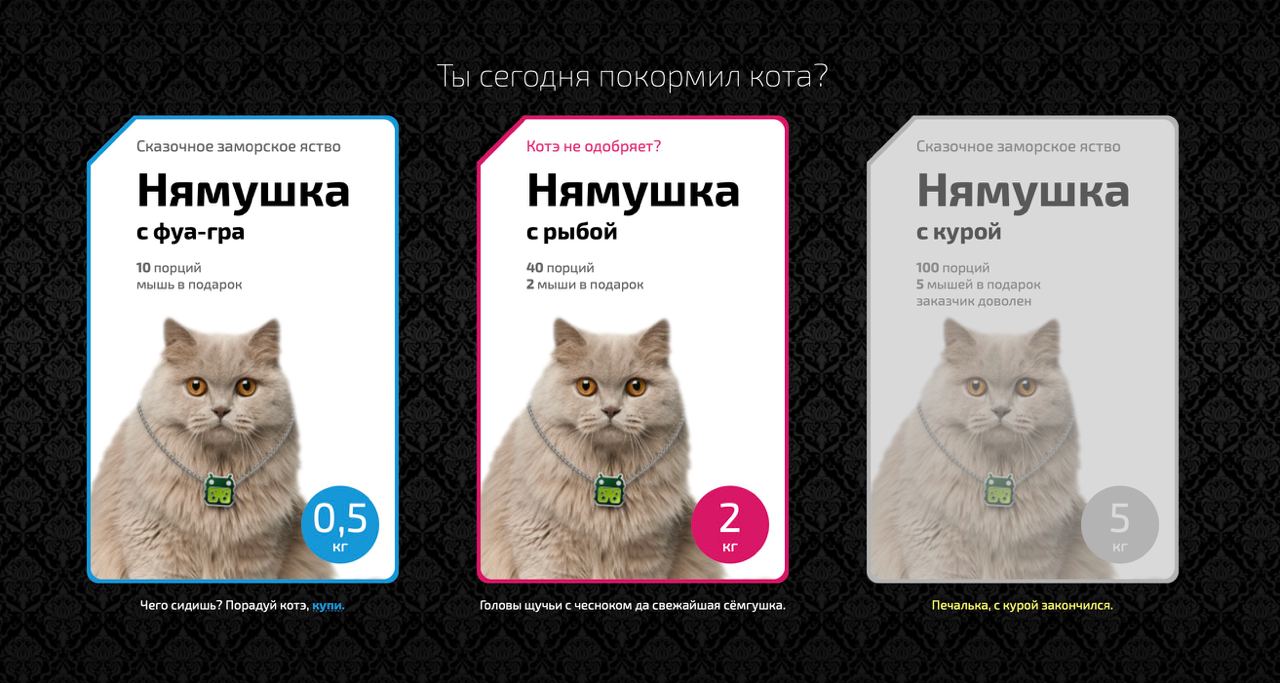 Ты сегодня покормил кота?
Сказочное заморское яство
Нямушка
с фуа-гра
10 порций
мышь в подарок
0,5
кг
Чего сидишь? Порадуй котэ, купи.
Котэ не одобряет?
Нямушка
с рыбой
40 порций
2 мыши в подарок
2
кг
Головы щучьи с чесноком да свежайшая сёмгушка.
Сказочное заморское яство
Нямушка
с курой
100 порций
5 мышей в подарок
заказчик доволен
5
кг
Печалька, с курой закончился.